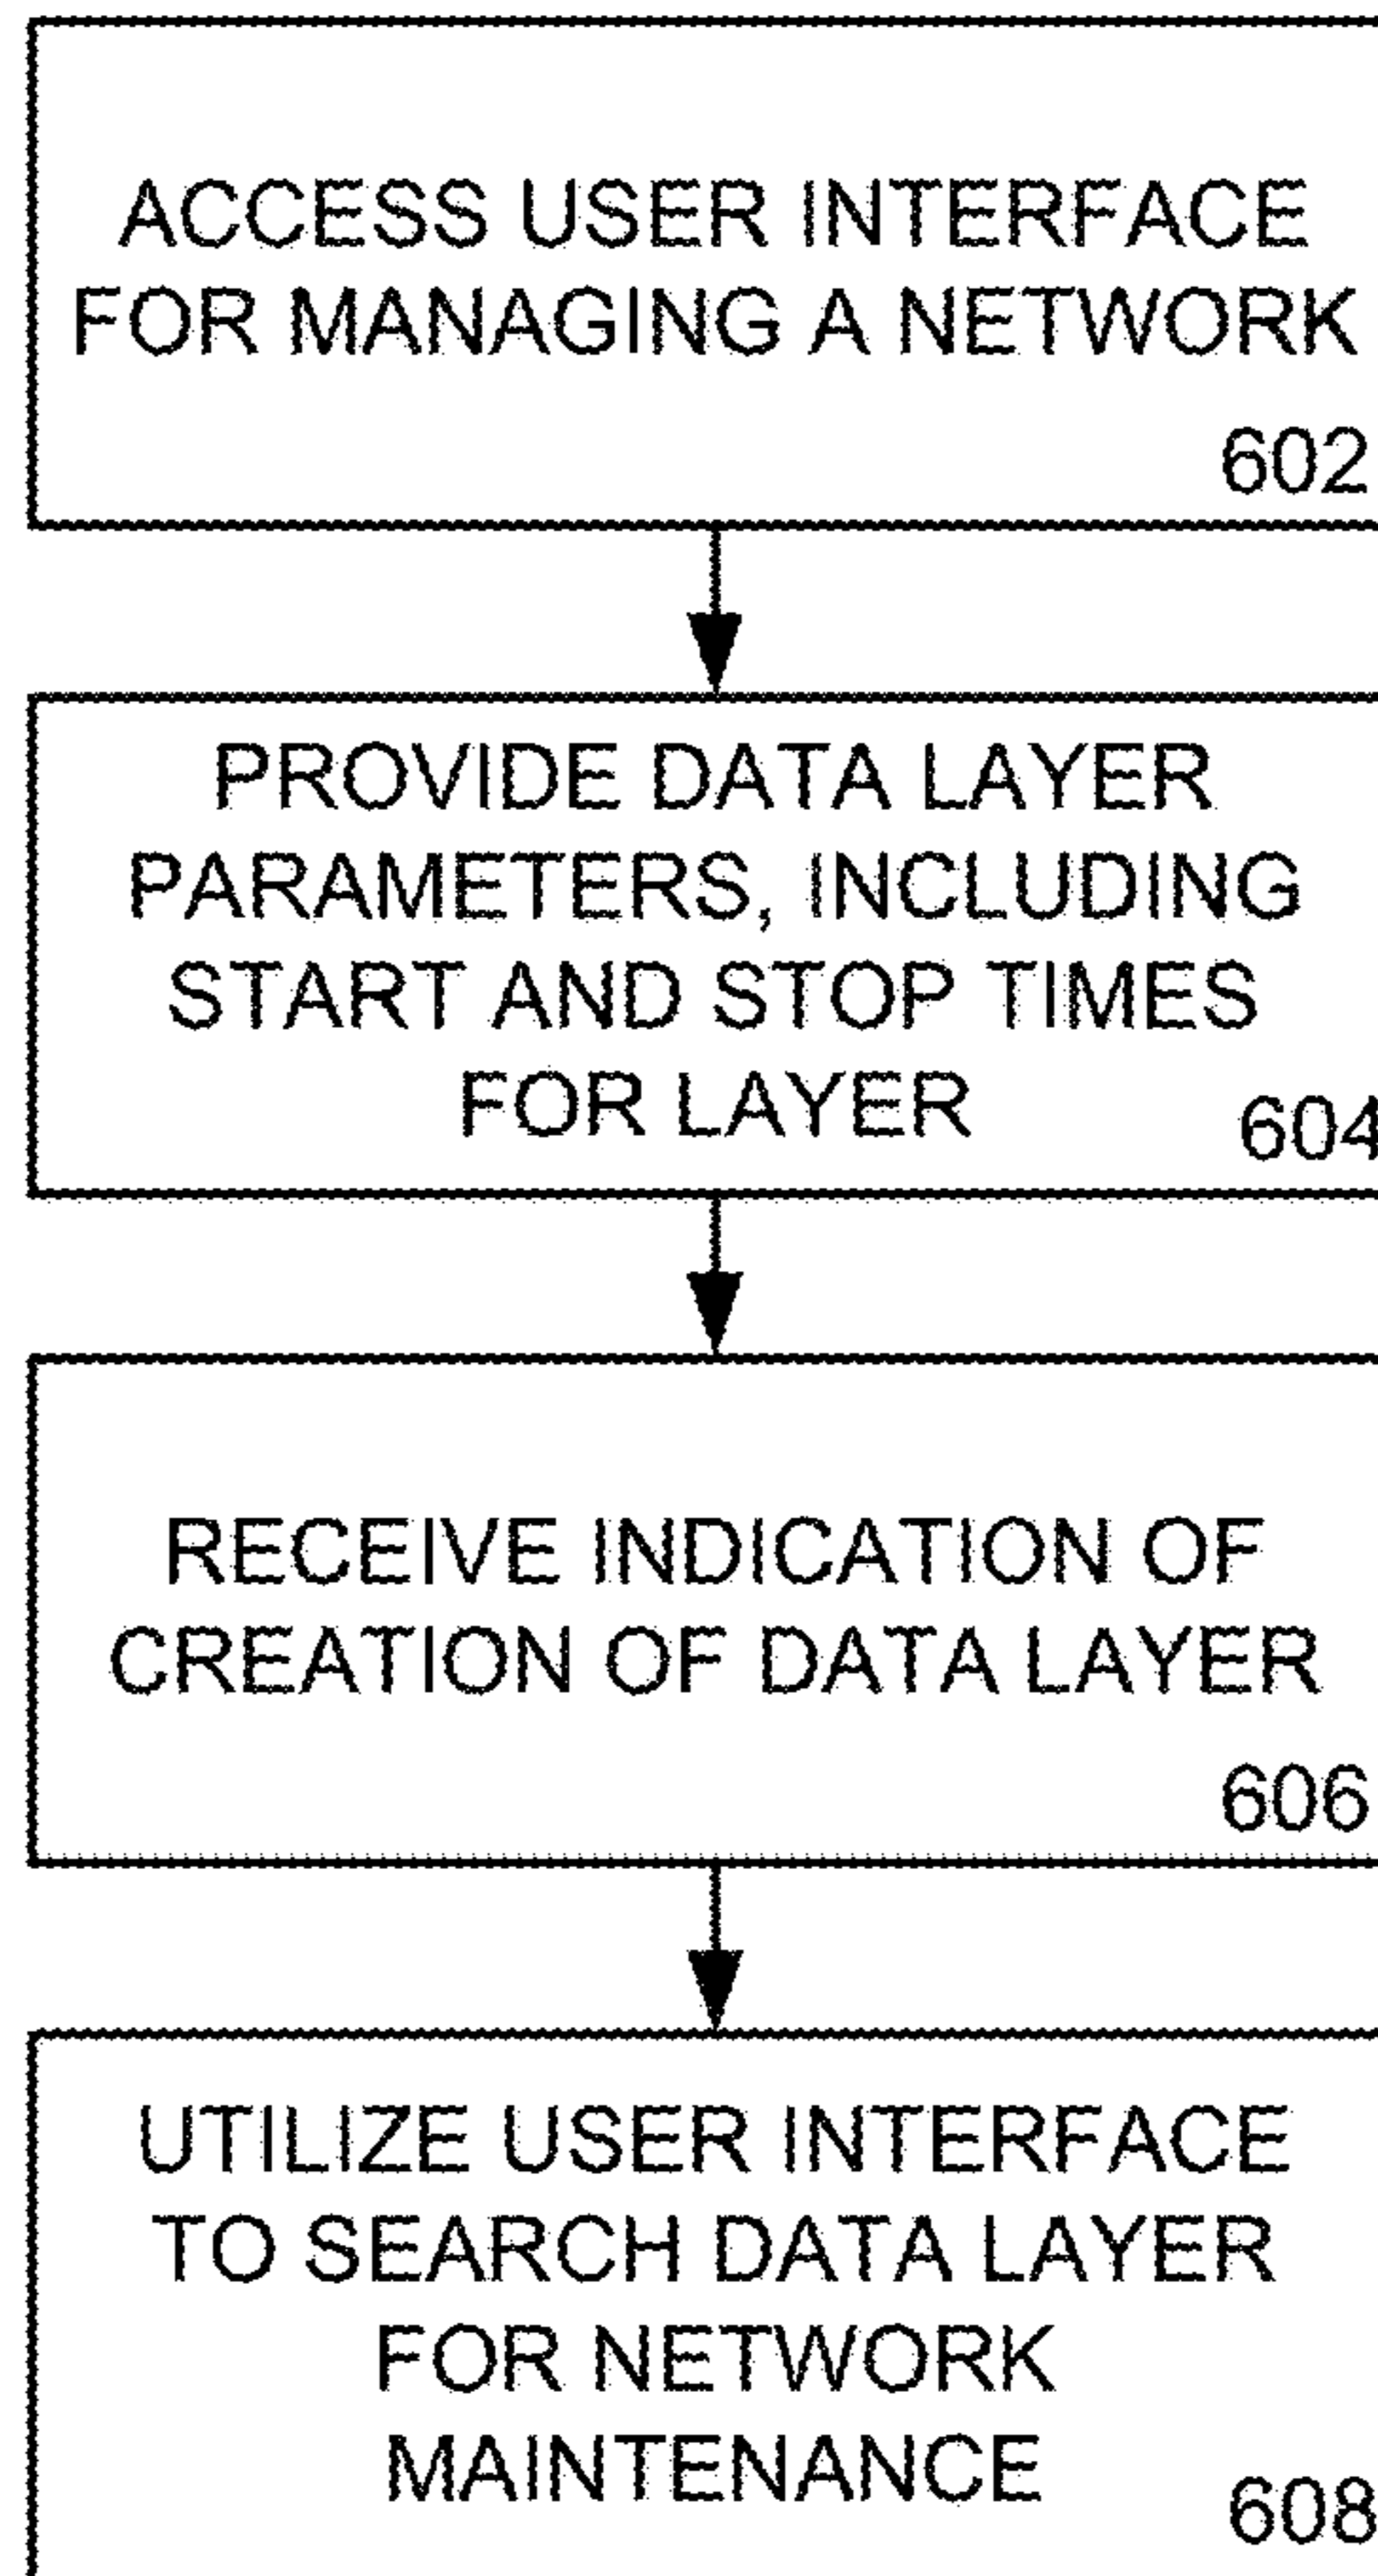 ACCESS USER INTERFACE
FOR MANAGING A NETWORK
602
PROVIDE DATA LAYER
PARAMETERS, INCLUDING
START AND STOP TIMES
FOR LAYER
604
RECEIVE INDICATION OF
CREATION OF DATA LAYER
606
UTILIZE USER INTERFACE
TO SEARCH DATA LAYER
FOR NETWORK
MAINTENANCE
608